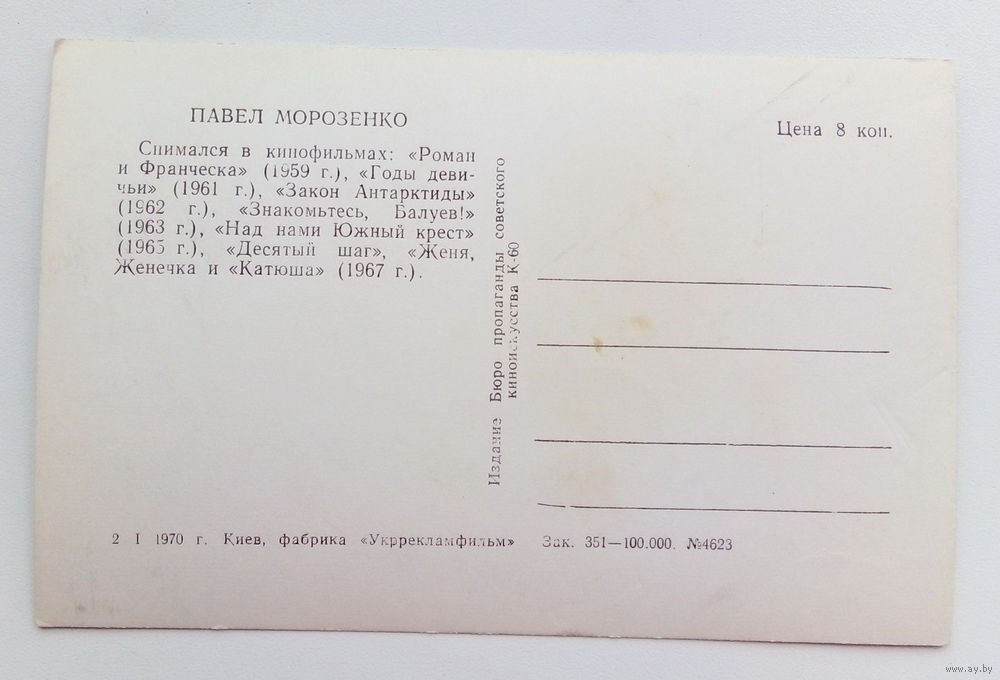 ПАВЕЛ МОРОЗЕНКО
Снимался в кинофильмах: «Роман
и Франческа» (1959 г.), «Годы деви-
чьи» (1961 г.), «Закон Антарктиды»
(1962 г.), «Знакомьтесь, Балуев!»
(1963 г.), «Над нами Южный крест»
(1965 г.), «Десятый шаг», «Женя,
Женечка и «Катюша» (1967 г.).
Издание Бюро пропаганды советского
киноискусства К-60
Цена 8 коп.
2 I 1970 г. Киев, фабрика «Укррекламфильм» Зак. 351—100.000. №4623
www.ay.by